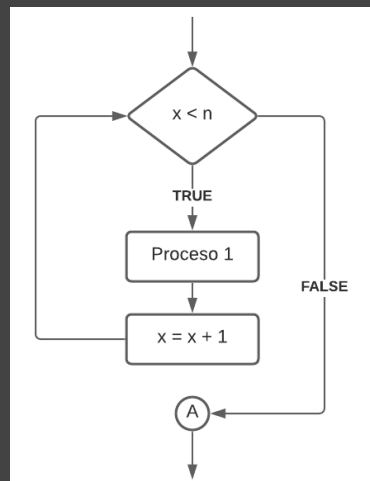 x < n
TRUE
Proceso 1
FALSE
x = x + 1
A